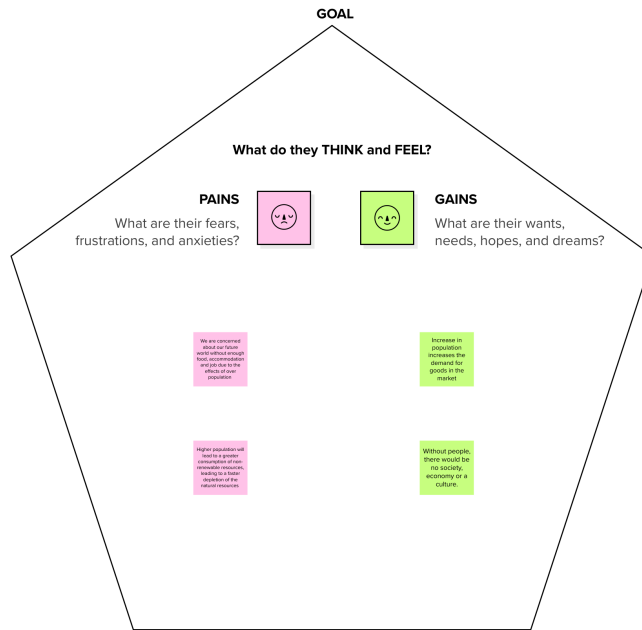 GOAL
What do they THINK and FEEL?
PAINS
What are their fears,
frustrations, and anxieties?
GAINS
What are their wants,
needs, hopes, and dreams?
We are concerned
about our future
world without enough
food, accommodation
and job due to the
effects of over
population
Increase in
population
increases the
demand for
goods in the
market
Higher population will
lead to a greater
consumption of non-
renewable resources,
leading to a faster
depletion of the
natural resources
Without people,
there would be
no society,
economy or a
culture.